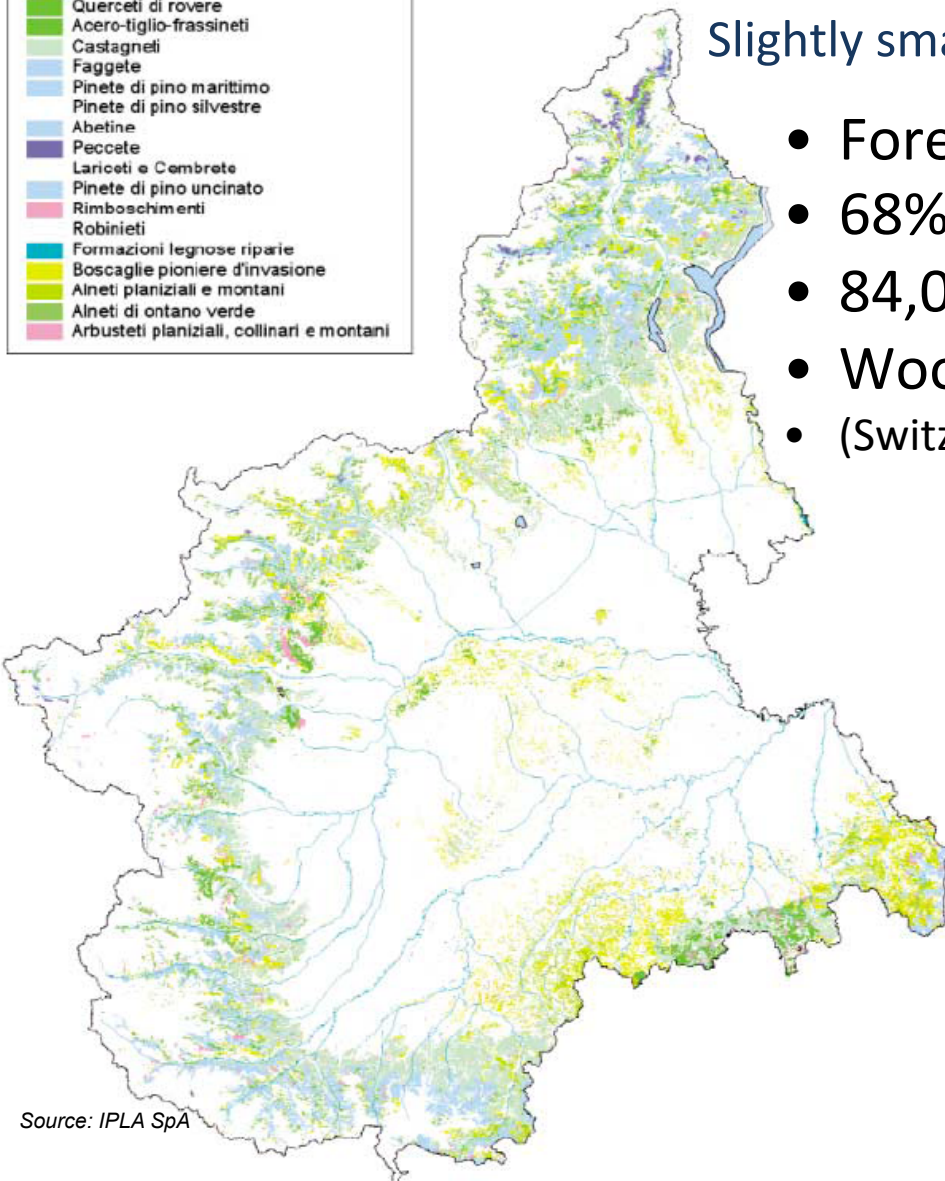 Querceti di rovere
Acero-tiglio-frassineti
Castagneti
Faggete
Pinete di pino marittimo
Pinete di pino silvestre
Abetine
Peccete
Lariceti e Cembrete
Pinete di pino uncinato
Rimboschimenti
Robinieti
Formazioni legnose riparie
Boscaglie pioniere d'invasione
Alneti planiziali e montani
Alneti di ontano verde
Arbusteti planiziali, collinari e montani
Slightly sma
• Fore
• 68%
• 84,0
• Woo
• (Switz
Source: IPLA SpA